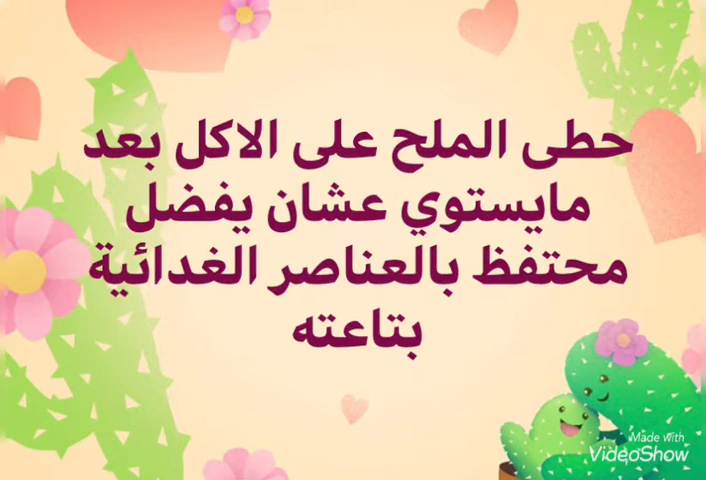 حطى الملح على الاكل بعد
مايستوي عشان يفضل
محتفظ بالعناصر الغدائية
بتاعته
Made With
VideoShow